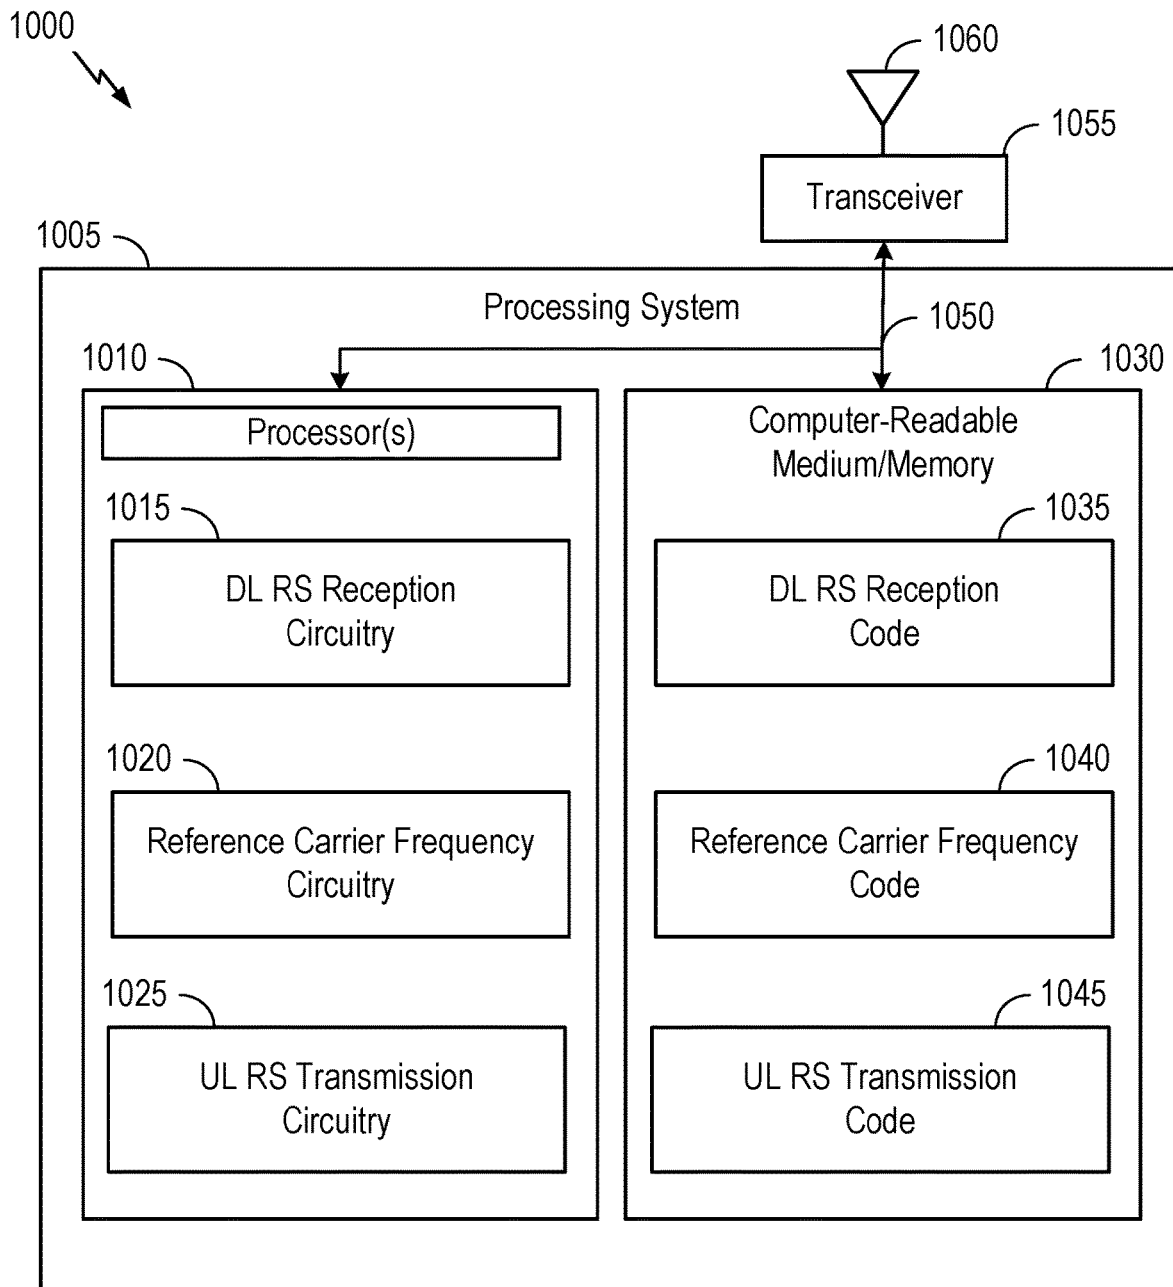 1000
1060
1055
Transceiver
1005
Processing System
1050
1010
1030
Processor(s)
Computer-Readable
Medium/Memory
1015
1035
DL RS Reception
Circuitry
DL RS Reception
Code
1020
1040
Reference Carrier Frequency
Circuitry
Reference Carrier Frequency
Code
1025
1045
UL RS Transmission
Circuitry
UL RS Transmission
Code